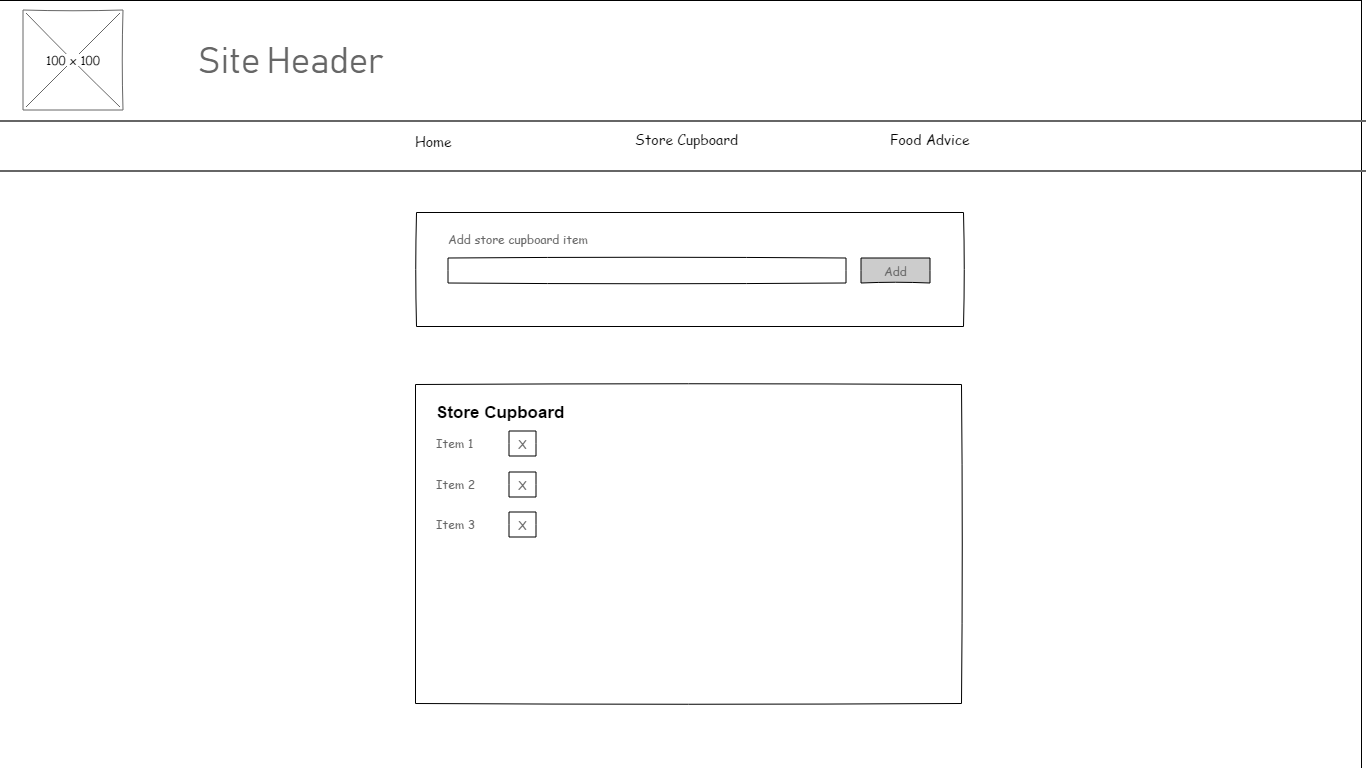 100 x 100
Site Header
Home
Store Cupboard
Food Advice
Add store cupboard item
Add
Store Cupboard
Item 1
X
Item 2
X
Item 3
X